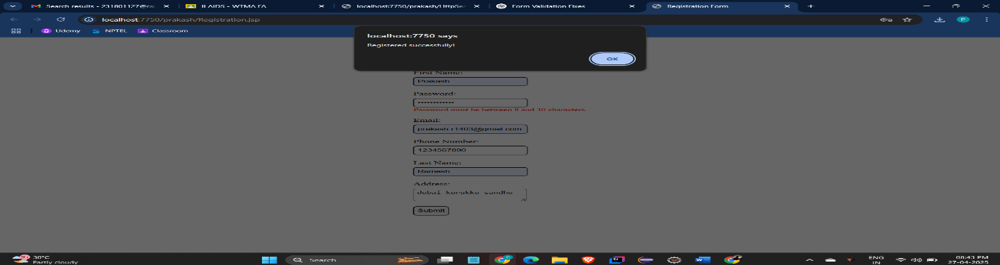 Search results - 231801127@ra
II AIDS - WTMA FA
localhost:7750/prakash/HttpSe
Form Validation Fixes
Registration Form
localhost:7750/prakash/Registration.jsp
P
Udemy
NPTEL
Classroom
localhost:7750 says
Registered successfully!
OK
First Name:
Prakash
Password:
••••••••••••
Password must be between 8 and 30 characters.
Email:
prakash.r1403@gmail.com
Phone Number:
1234567890
Last Name:
Ramesh
Address:
dubai kurukku sandhu
Submit
30°C
Partly cloudy
Search
ENG
IN
08:43 PM
27-04-2025